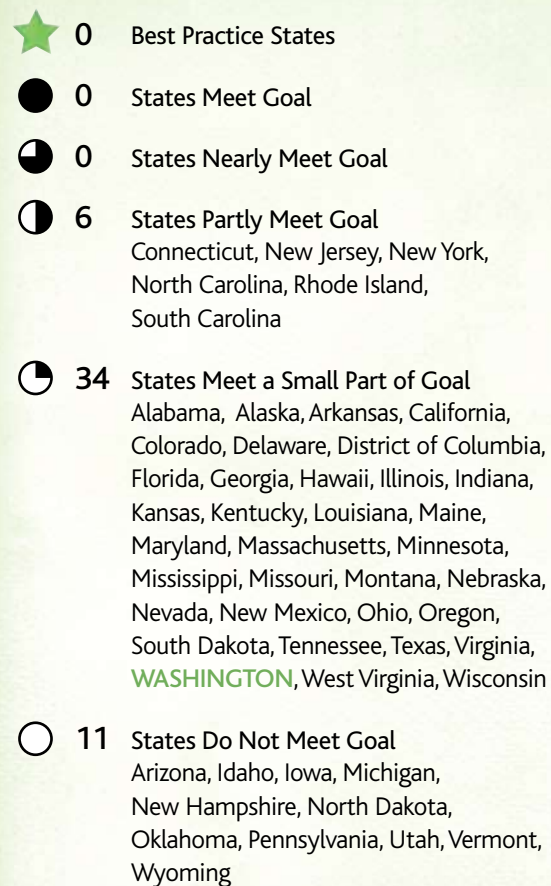 0 Best Practice States
0 States Meet Goal
0 States Nearly Meet Goal
6 States Partly Meet Goal
Connecticut, New Jersey, New York,
North Carolina, Rhode Island,
South Carolina
34 States Meet a Small Part of Goal
Alabama, Alaska, Arkansas, California,
Colorado, Delaware, District of Columbia,
Florida, Georgia, Hawaii, Illinois, Indiana,
Kansas, Kentucky, Louisiana, Maine,
Maryland, Massachusetts, Minnesota,
Mississippi, Missouri, Montana, Nebraska,
Nevada, New Mexico, Ohio, Oregon,
South Dakota, Tennessee, Texas, Virginia,
WASHINGTON, West Virginia, Wisconsin
11 States Do Not Meet Goal
Arizona, Idaho, Iowa, Michigan,
New Hampshire, North Dakota,
Oklahoma, Pennsylvania, Utah, Vermont,
Wyoming